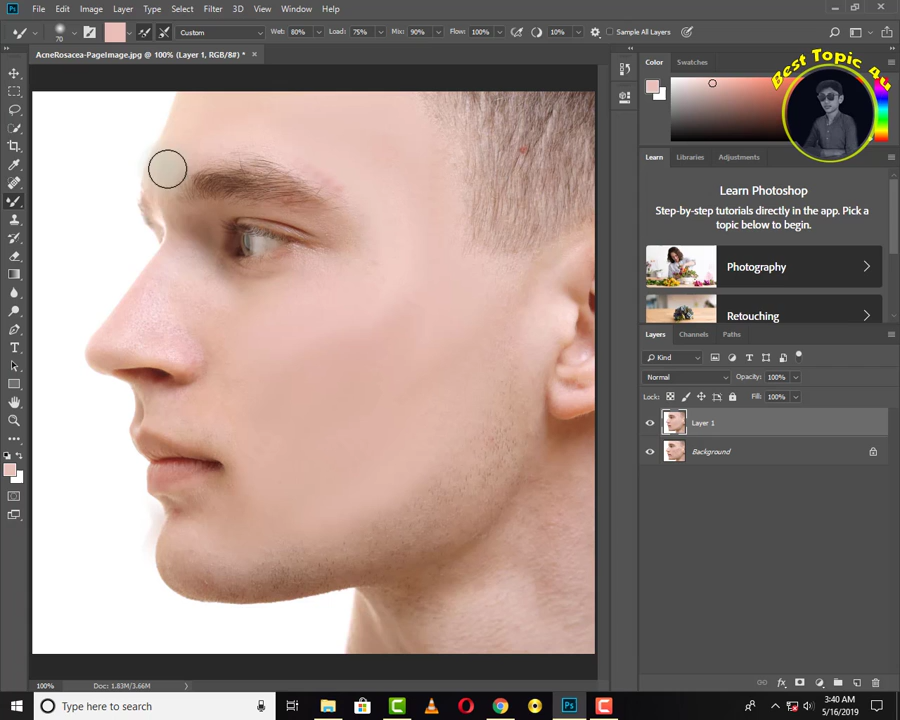 Ps File Edit Image Layer Type Select Filter 3D View Window Help
70 Custom Wet: 80% Load: 75% Mix: 90% Flow: 100% 10% Sample All Layers
AcneRosacea-PageImage.jpg @ 100% (Layer 1, RGB/8#) * ×
Color Swatches
Best Topic 4u
Learn Libraries Adjustments
Learn Photoshop
Step-by-step tutorials directly in the app. Pick a
topic below to begin.
Photography
Retouching
Layers Channels Paths
Kind
Normal Opacity: 100%
Lock: Fill: 100%
Layer 1
Background
fx
100% Doc: 1.83M/3.66M
Type here to search
Ps
3:40 AM
5/16/2019